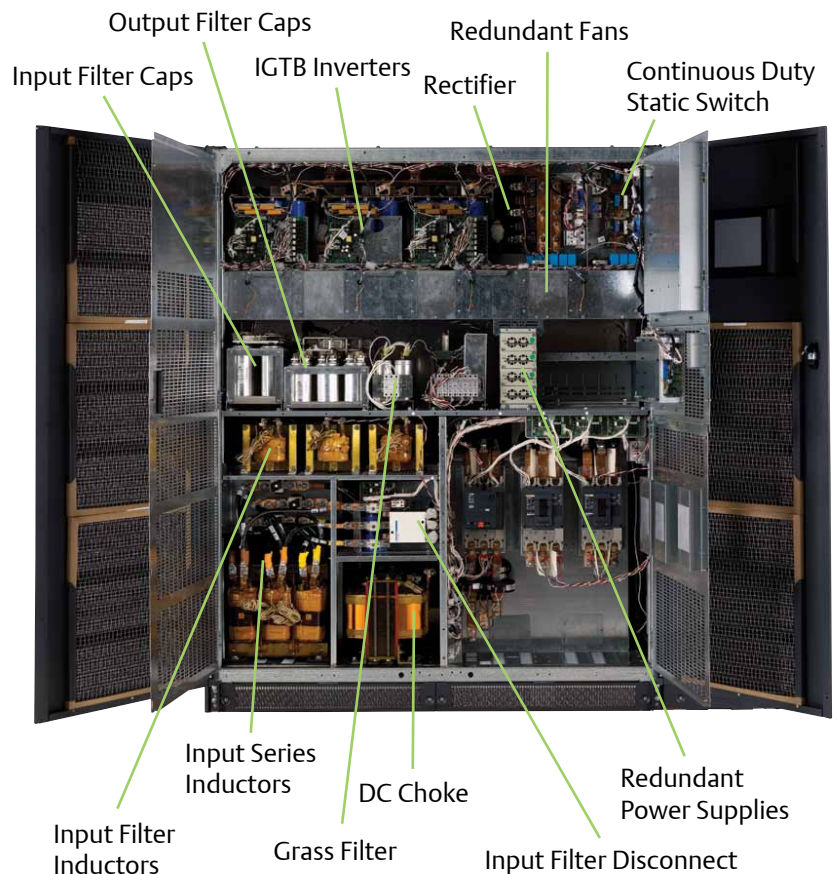 Output Filter Caps
Redundant Fans
IGTB Inverters
Continuous Duty
Static Switch
Input Filter Caps
Rectifier
Input Series
Inductors
DC Choke
Redundant
Power Supplies
Input Filter
Inductors
Grass Filter
Input Filter Disconnect